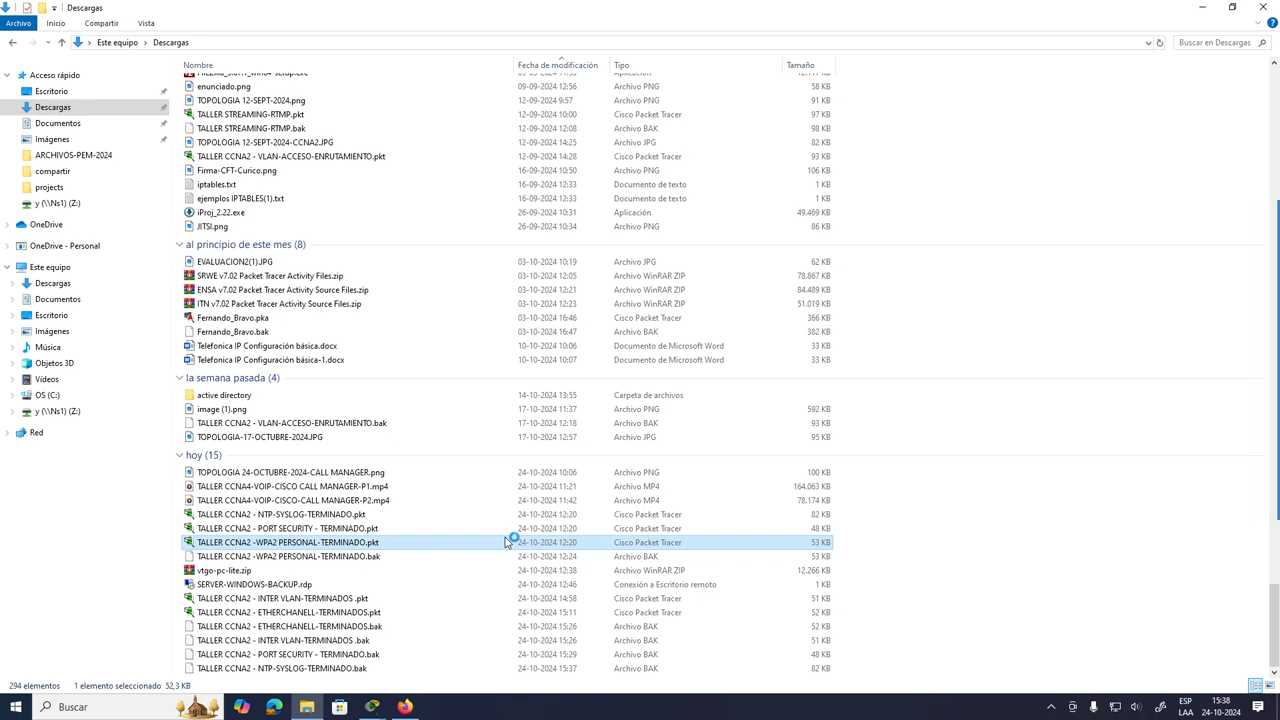 Descargas
Archivo Inicio Compartir Vista
Este equipo > Descargas
Buscar en Descargas
Nombre Fecha de modificación Tipo Tamaño
Acceso rápido
Escritorio
Descargas
Documentos
Imágenes
ARCHIVOS-PEM-2024
compartir
projects
y (\\Ns1) (Z:)
OneDrive
OneDrive - Personal
Este equipo
Descargas
Documentos
Escritorio
Imágenes
Música
Objetos 3D
Vídeos
OS (C:)
y (\\Ns1) (Z:)
Red
enunciado.png 09-09-2024 12:56 Archivo PNG 58 KB
TOPOLOGIA 12-SEPT-2024.png 12-09-2024 9:57 Archivo PNG 91 KB
TALLER STREAMING-RTMP.pkt 12-09-2024 10:00 Cisco Packet Tracer 97 KB
TALLER STREAMING-RTMP.bak 12-09-2024 12:08 Archivo BAK 98 KB
TOPOLOGIA 12-SEPT-2024-CCNA2.JPG 12-09-2024 14:25 Archivo JPG 82 KB
TALLER CCNA2 - VLAN-ACCESO-ENRUTAMIENTO.pkt 12-09-2024 14:28 Cisco Packet Tracer 93 KB
Firma-CFT-Curico.png 16-09-2024 10:50 Archivo PNG 106 KB
iptables.txt 16-09-2024 12:33 Documento de texto 1 KB
ejemplos IPTABLES(1).txt 16-09-2024 12:33 Documento de texto 1 KB
iProj_2.22.exe 26-09-2024 10:31 Aplicación 49.469 KB
JITSI.png 26-09-2024 10:34 Archivo PNG 86 KB
al principio de este mes (8)
EVALUACION2(1).JPG 03-10-2024 10:19 Archivo JPG 62 KB
SRWE v7.02 Packet Tracer Activity Files.zip 03-10-2024 12:05 Archivo WinRAR ZIP 78.867 KB
ENSA v7.02 Packet Tracer Activity Source Files.zip 03-10-2024 12:21 Archivo WinRAR ZIP 84.489 KB
ITN v7.02 Packet Tracer Activity Source Files.zip 03-10-2024 12:23 Archivo WinRAR ZIP 51.019 KB
Fernando_Bravo.pka 03-10-2024 16:46 Cisco Packet Tracer 366 KB
Fernando_Bravo.bak 03-10-2024 16:47 Archivo BAK 382 KB
Telefonica IP Configuración básica.docx 10-10-2024 10:06 Documento de Microsoft Word 33 KB
Telefonica IP Configuración básica-1.docx 10-10-2024 10:07 Documento de Microsoft Word 33 KB
la semana pasada (4)
active directory 14-10-2024 13:55 Carpeta de archivos
image (1).png 17-10-2024 11:37 Archivo PNG 592 KB
TALLER CCNA2 - VLAN-ACCESO-ENRUTAMIENTO.bak 17-10-2024 12:18 Archivo BAK 93 KB
TOPOLOGIA-17-OCTUBRE-2024.JPG 17-10-2024 12:57 Archivo JPG 95 KB
hoy (15)
TOPOLOGIA 24-OCTUBRE-2024-CALL MANAGER.png 24-10-2024 10:06 Archivo PNG 100 KB
TALLER CCNA4-VOIP-CISCO CALL MANAGER-P1.mp4 24-10-2024 11:21 Archivo MP4 164.063 KB
TALLER CCNA4-VOIP-CISCO-CALL MANAGER-P2.mp4 24-10-2024 11:42 Archivo MP4 78.174 KB
TALLER CCNA2 - NTP-SYSLOG-TERMINADO.pkt 24-10-2024 12:20 Cisco Packet Tracer 82 KB
TALLER CCNA2 - PORT SECURITY - TERMINADO.pkt 24-10-2024 12:20 Cisco Packet Tracer 48 KB
TALLER CCNA2 -WPA2 PERSONAL-TERMINADO.pkt 24-10-2024 12:20 Cisco Packet Tracer 53 KB
TALLER CCNA2 -WPA2 PERSONAL-TERMINADO.bak 24-10-2024 12:24 Archivo BAK 53 KB
vtgo-pc-lite.zip 24-10-2024 12:38 Archivo WinRAR ZIP 12.266 KB
SERVER-WINDOWS-BACKUP.rdp 24-10-2024 12:46 Conexión a Escritorio remoto 1 KB
TALLER CCNA2 - INTER VLAN-TERMINADOS .pkt 24-10-2024 14:58 Cisco Packet Tracer 51 KB
TALLER CCNA2 - ETHERCHANELL-TERMINADOS.pkt 24-10-2024 15:11 Cisco Packet Tracer 52 KB
TALLER CCNA2 - ETHERCHANELL-TERMINADOS.bak 24-10-2024 15:26 Archivo BAK 52 KB
TALLER CCNA2 - INTER VLAN-TERMINADOS .bak 24-10-2024 15:26 Archivo BAK 51 KB
TALLER CCNA2 - PORT SECURITY - TERMINADO.bak 24-10-2024 15:29 Archivo BAK 48 KB
TALLER CCNA2 - NTP-SYSLOG-TERMINADO.bak 24-10-2024 15:37 Archivo BAK 82 KB
294 elementos 1 elemento seleccionado 52,3 KB
Buscar
ESP
LAA
15:38
24-10-2024